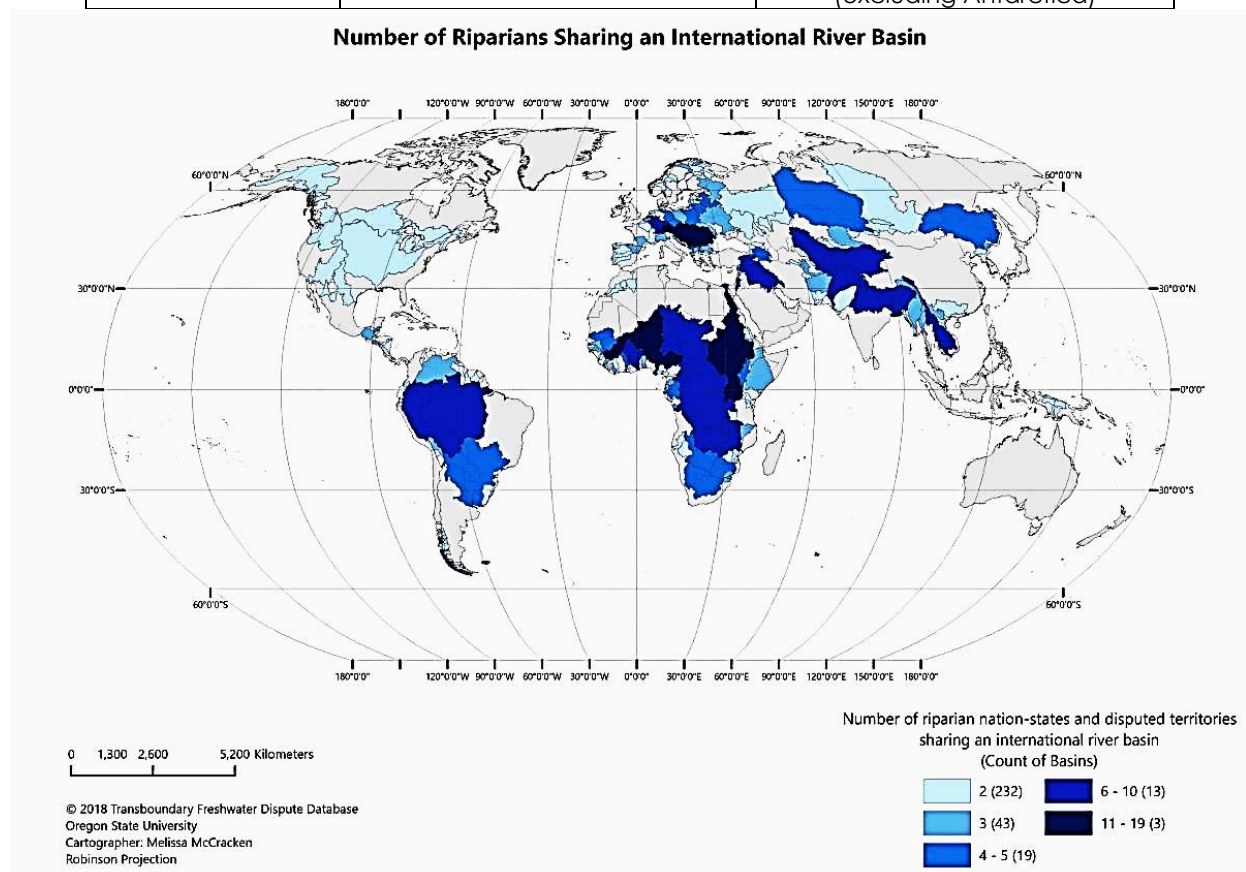 (excluding Antarctica)
Number of Riparians Sharing an International River Basin
180°0'0" 120°0'0"W 90°0'0"W 60°0'0"W 30°0'0"W 0°0'0" 30°0'0"E 60°0'0"E 90°0'0"E 120°0'0"E 150°0'0"E 180°0'0"
60°0'0"N 60°0'0"N
30°0'0"N 30°0'0"N
0°0'0" 0°0'0"
30°0'0"S 30°0'0"S
60°0'0"S 60°0'0"S
180°0'0" 120°0'0"W 90°0'0"W 60°0'0"W 30°0'0"W 0°0'0" 30°0'0"E 60°0'0"E 90°0'0"E 120°0'0"E 150°0'0"E 180°0'0"
Number of riparian nation-states and disputed territories
sharing an international river basin
(Count of Basins)
2 (232) 6 - 10 (13)
3 (43) 11 - 19 (3)
4 - 5 (19)
0 1,300 2,600 5,200 Kilometers
© 2018 Transboundary Freshwater Dispute Database
Oregon State University
Cartographer: Melissa McCracken
Robinson Projection